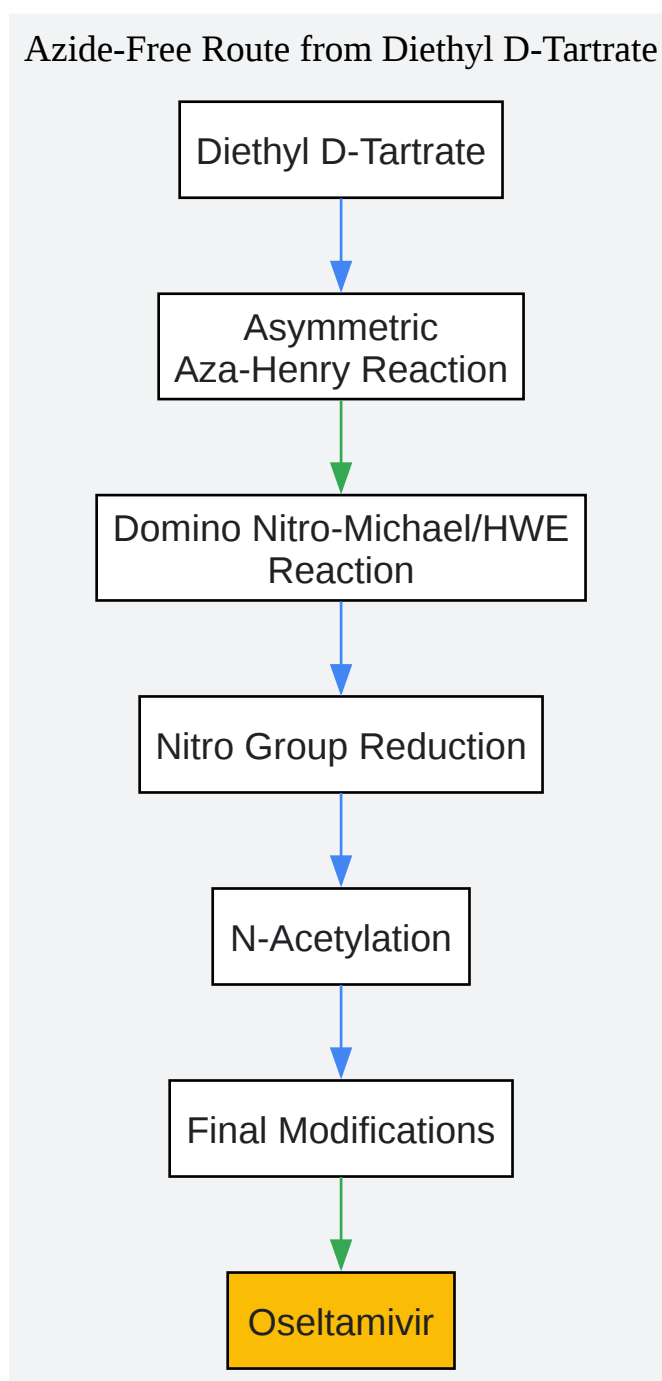 Azide-Free Route from Diethyl D-Tartrate
Diethyl D-Tartrate
Asymmetric
Aza-Henry Reaction
Domino Nitro-Michael/HWE
Reaction
Nitro Group Reduction
N-Acetylation
Final Modifications
Oseltamivir